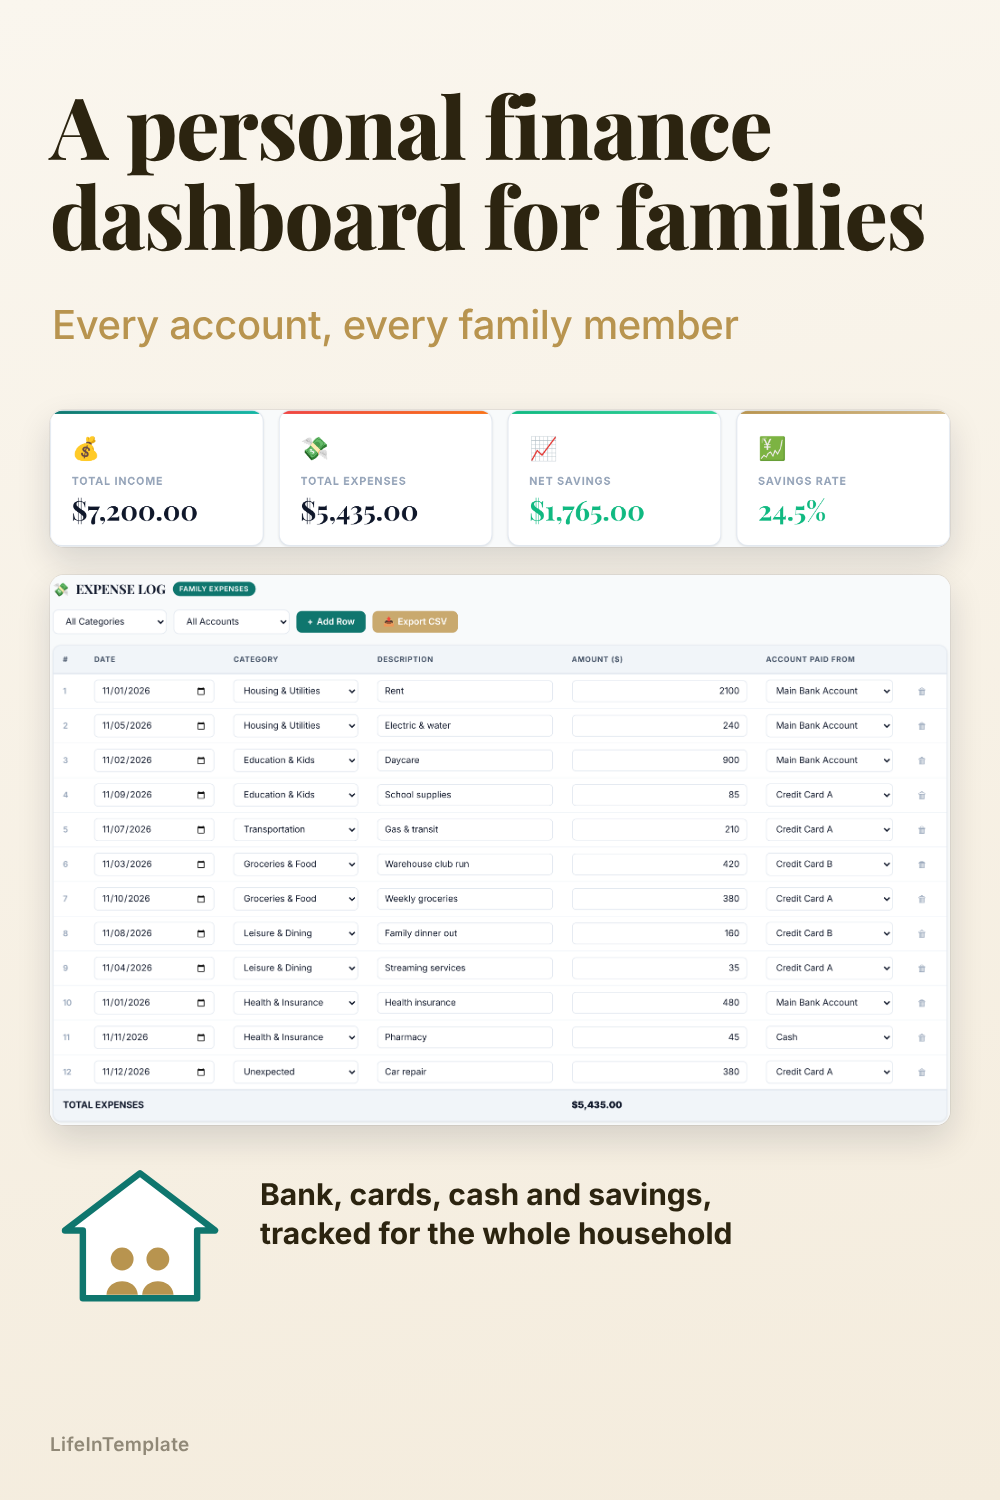 A personal finance
dashboard for families
Every account, every family member
TOTAL INCOME
$7,200.00
TOTAL EXPENSES
$5,435.00
NET SAVINGS
$1,765.00
SAVINGS RATE
24.5%
EXPENSE LOG FAMILY EXPENSES
All Categories All Accounts + Add Row Export CSV
# DATE CATEGORY DESCRIPTION AMOUNT ($) ACCOUNT PAID FROM
1 11/01/2026 Housing & Utilities Rent 2100 Main Bank Account
2 11/05/2026 Housing & Utilities Electric & water 240 Main Bank Account
3 11/02/2026 Education & Kids Daycare 900 Main Bank Account
4 11/09/2026 Education & Kids School supplies 85 Credit Card A
5 11/07/2026 Transportation Gas & transit 210 Credit Card A
6 11/03/2026 Groceries & Food Warehouse club run 420 Credit Card B
7 11/10/2026 Groceries & Food Weekly groceries 380 Credit Card A
8 11/08/2026 Leisure & Dining Family dinner out 160 Credit Card B
9 11/04/2026 Leisure & Dining Streaming services 35 Credit Card A
10 11/01/2026 Health & Insurance Health insurance 480 Main Bank Account
11 11/11/2026 Health & Insurance Pharmacy 45 Cash
12 11/12/2026 Unexpected Car repair 380 Credit Card A
TOTAL EXPENSES $5,435.00
Bank, cards, cash and savings,
tracked for the whole household
LifeInTemplate